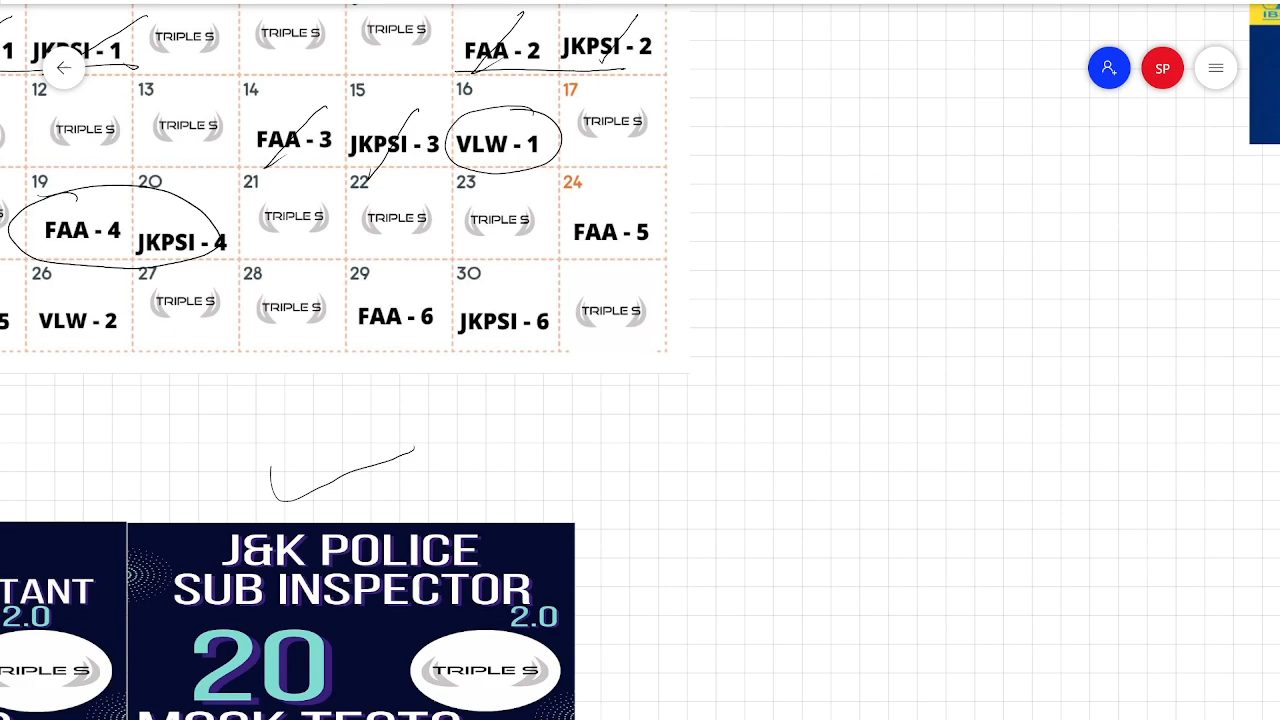 1 JKPSI - 1 TRIPLE S TRIPLE S TRIPLE S FAA - 2 JKPSI - 2
12 13 14 15 16 17
TRIPLE S TRIPLE S FAA - 3 JKPSI - 3 VLW - 1 TRIPLE S
19 20 21 22 23 24
FAA - 4 JKPSI - 4 TRIPLE S TRIPLE S TRIPLE S FAA - 5
26 27 28 29 30
5 VLW - 2 TRIPLE S TRIPLE S FAA - 6 JKPSI - 6 TRIPLE S
SP
TANT
2.0
RIPLE S
J&K POLICE
SUB INSPECTOR
2.0
20
TRIPLE S
MOCK TESTS